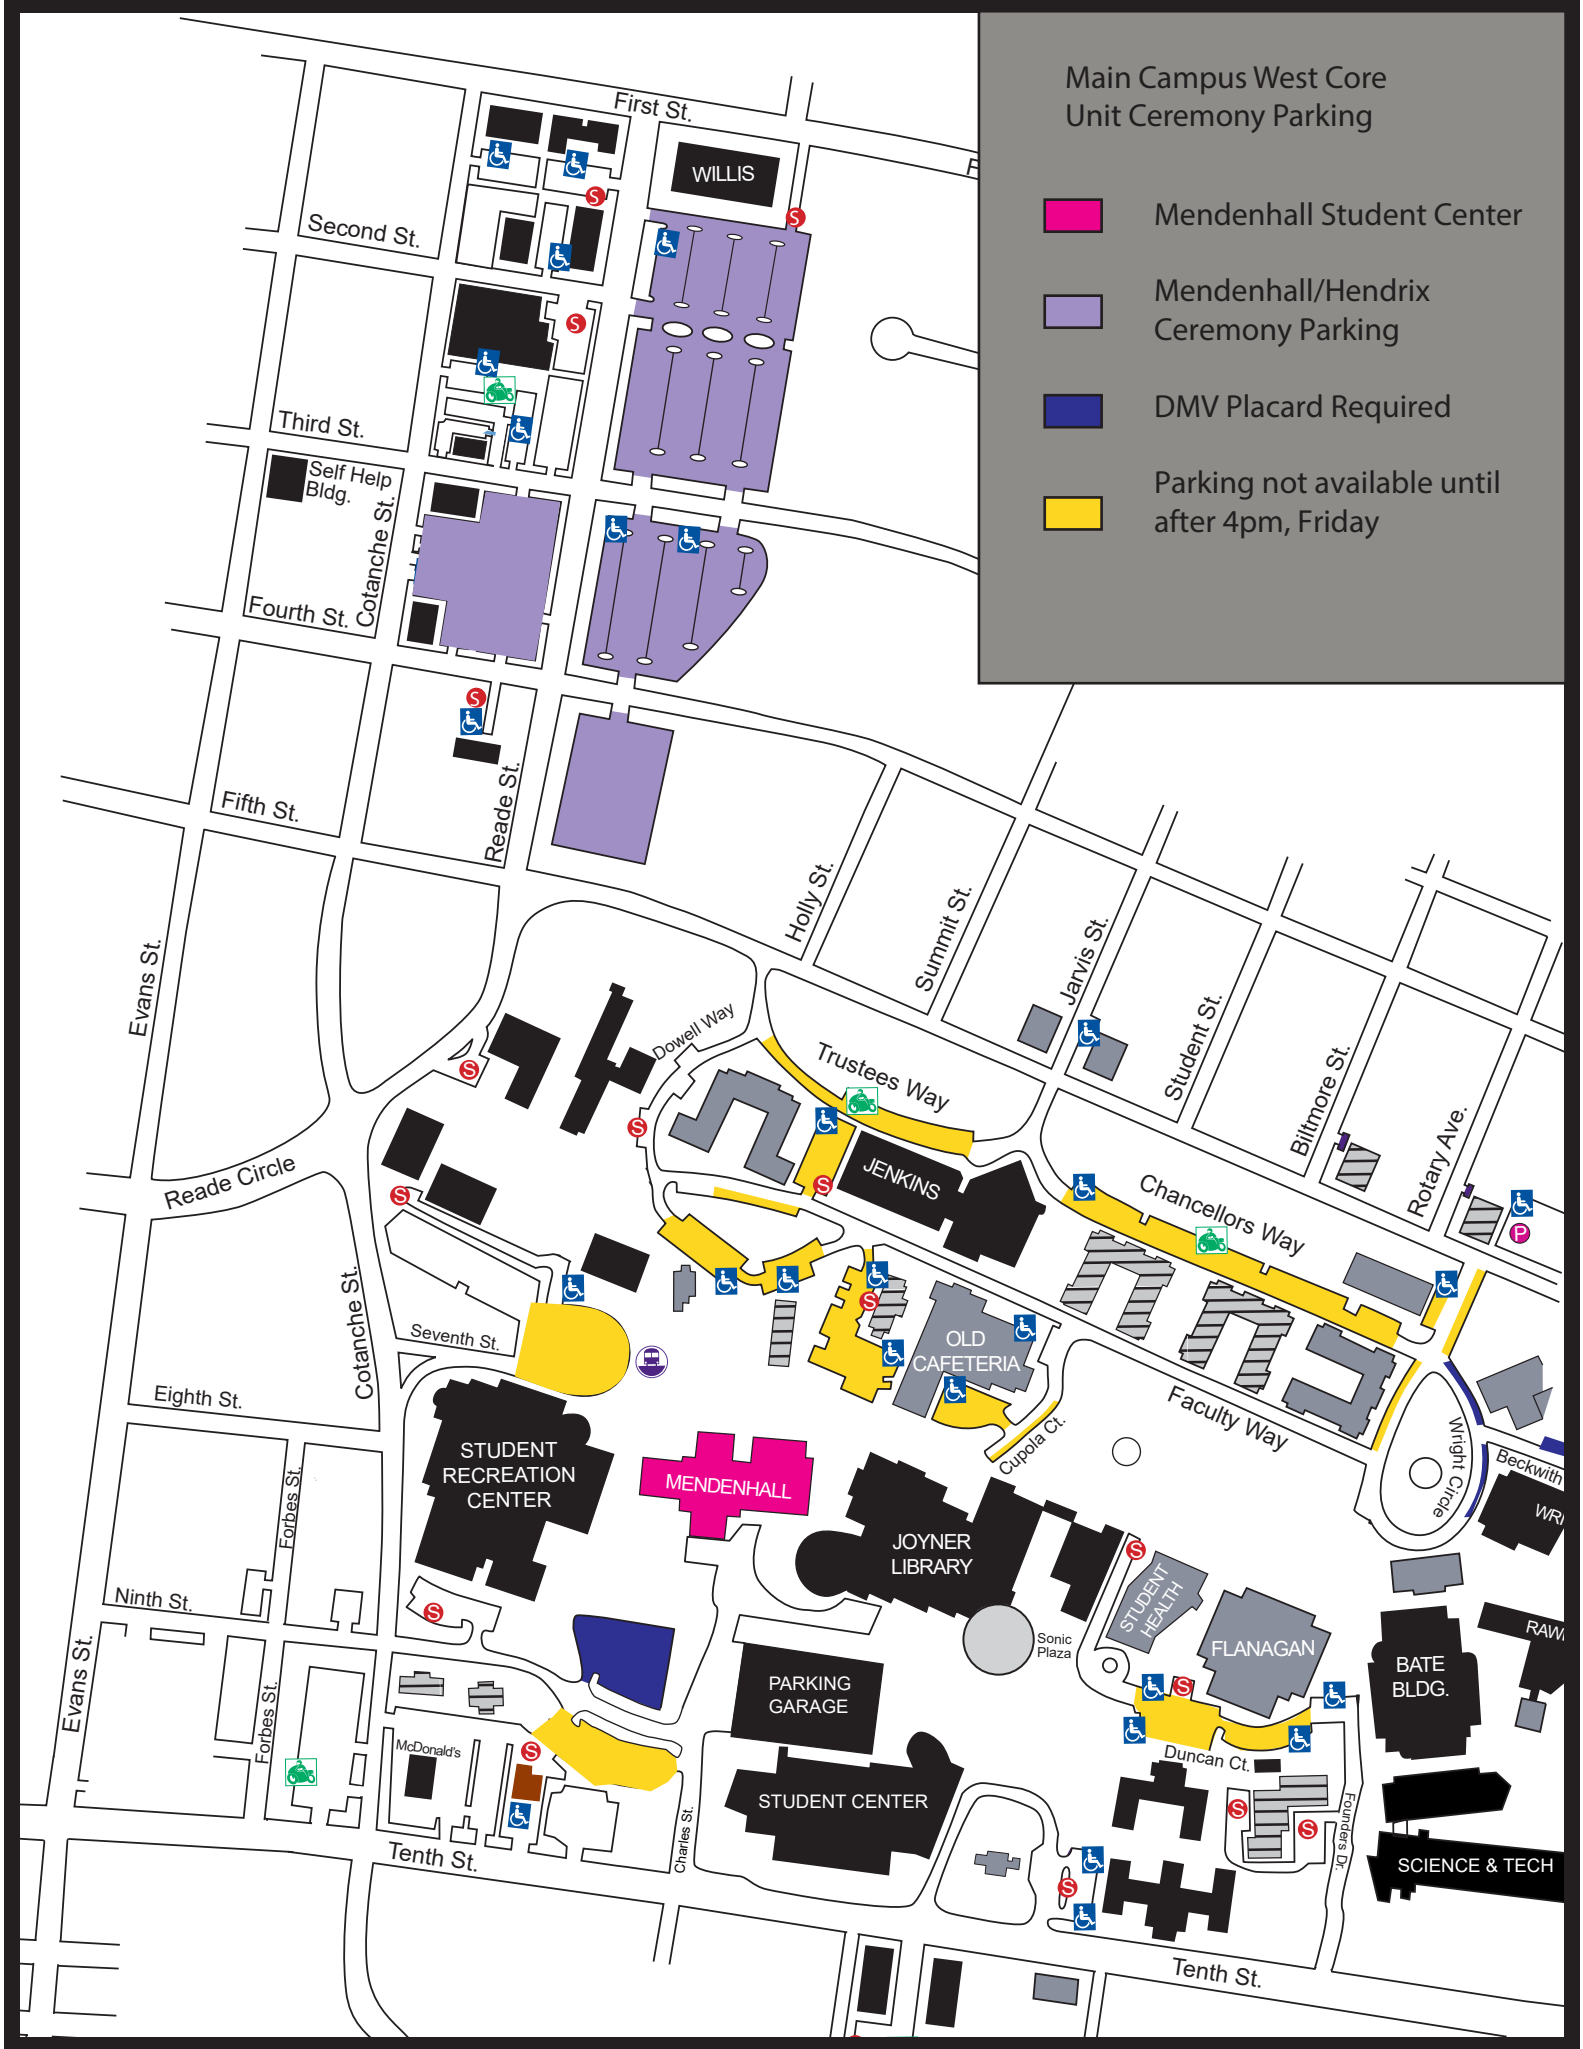 Main Campus West Core
Unit Ceremony Parking
Mendenhall Student Center
Mendenhall/Hendrix
Ceremony Parking
DMV Placard Required
Parking not available until
after 4pm, Friday
First St.
F
WILLIS
S
S
Second St.
S
Third St.
Self Help
Bldg.
Cotanche St.
Fourth St.
S
Reade St.
Fifth St.
Holly St.
Summit St.
Jarvis St.
Student St.
Biltmore St.
Rotary Ave.
Evans St.
Dowell Way
Trustees Way
S
S
JENKINS
Reade Circle
S
S
Chancellors Way
P
Cotanche St.
Seventh St.
S
OLD
CAFETERIA
Eighth St.
Faculty Way
Cupola Ct.
Wright Circle
Beckwith
WRI
STUDENT
RECREATION
CENTER
MENDENHALL
Forbes St.
JOYNER
LIBRARY
S
STUDENT
HEALTH
Ninth St.
S
Sonic
Plaza
FLANAGAN
RAWL
BATE
BLDG.
Evans St.
Forbes St.
PARKING
GARAGE
S
McDonald's
S
Duncan Ct.
STUDENT CENTER
Charles St.
S
S
Founders Dr.
Tenth St.
S
SCIENCE & TECH
Tenth St.